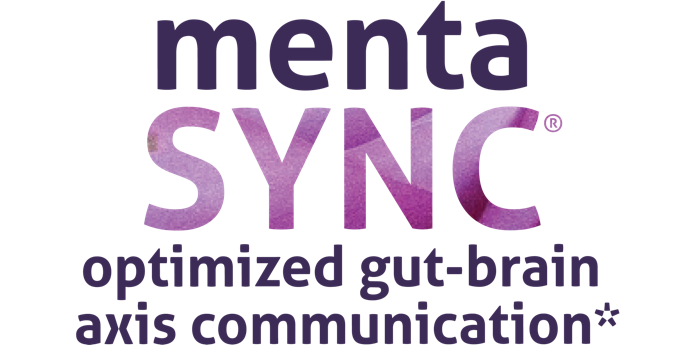 menta
SYNC®
optimized gut-brain
axis communication*